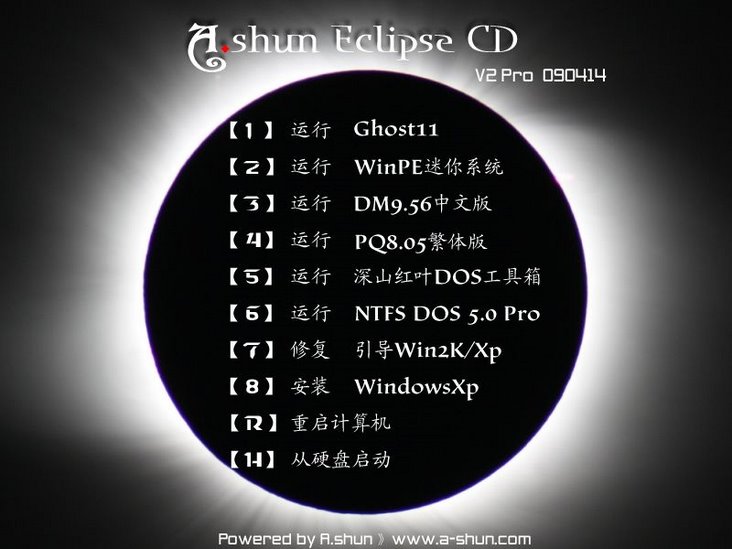 A.shun Eclipse CD
V2 Pro 090414
【1】 运行 Ghost11
【2】 运行 WinPE迷你系统
【3】 运行 DM9.56中文版
【4】 运行 PQ8.05繁体版
【5】 运行 深山红叶DOS工具箱
【6】 运行 NTFS DOS 5.0 Pro
【7】 修复 引导Win2K/Xp
【8】 安装 WindowsXp
【R】 重启计算机
【H】 从硬盘启动
Powered by A.shun 》 www.a-shun.com